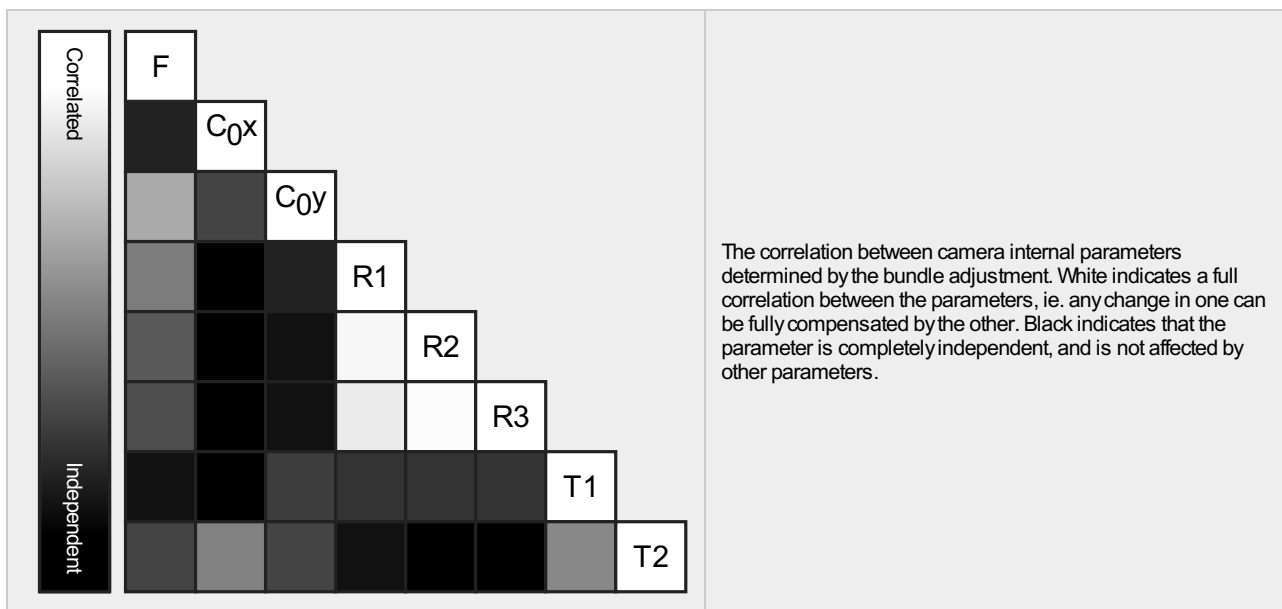 Correlated
Independent
F
C0x
C0y
R1
R2
R3
T1
T2
The correlation between camera internal parameters
determined by the bundle adjustment. White indicates a full
correlation between the parameters, ie. any change in one can
be fully compensated by the other. Black indicates that the
parameter is completely independent, and is not affected by
other parameters.